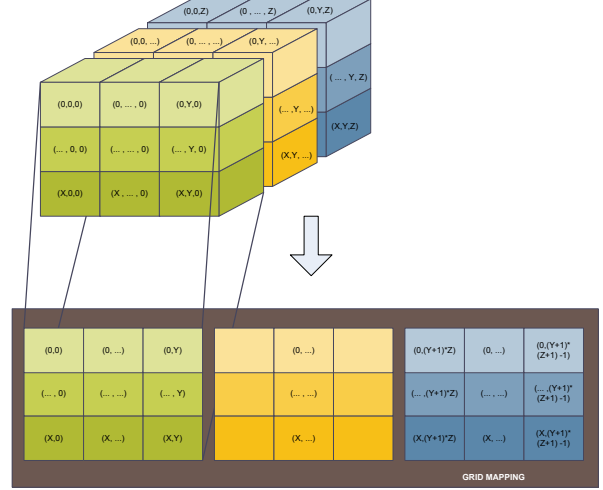 (0,0,Z) (0 , ... , Z) (0,Y,Z)
(0,0, ...) (0, ... , ...) (0,Y, ...)
( ... , Y, Z)
(0,0,0) (0, ... , 0) (0,Y,0)
(... ,Y, ...)
(X,Y,Z)
(... , 0, 0) (... , ... , 0) (... , Y, 0)
(X,Y, ...)
(X,0,0) (X , ... , 0) (X,Y,0)
(0,0) (0, ...) (0,Y)
(0, ...)
(0,(Y+1)*Z) (0, ...) (0,(Y+1)*
(Z+1) -1)
(... , 0) (... , ...) (... , Y)
(... , ...)
(... ,(Y+1)*Z) (... , ...) (... ,(Y+1)*
(Z+1) -1)
(X,0) (X, ...) (X,Y)
(X, ...)
(X,(Y+1)*Z) (X, ...) (X,(Y+1)*
(Z+1) -1)
GRID MAPPING